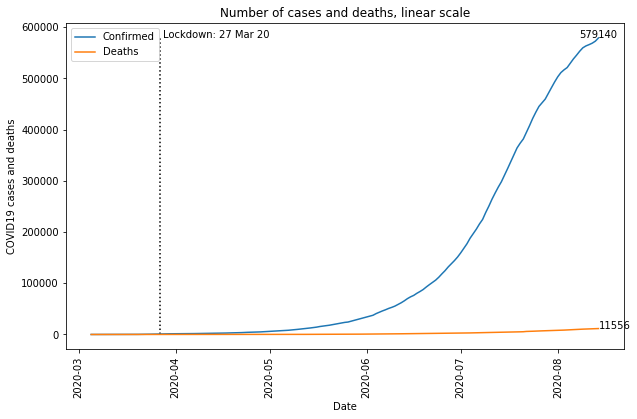 Number of cases and deaths, linear scale
Confirmed
Deaths
Lockdown: 27 Mar 20
579140
11556
600000
500000
400000
300000
200000
100000
0
COVID19 cases and deaths
2020-03
2020-04
2020-05
2020-06
2020-07
2020-08
Date